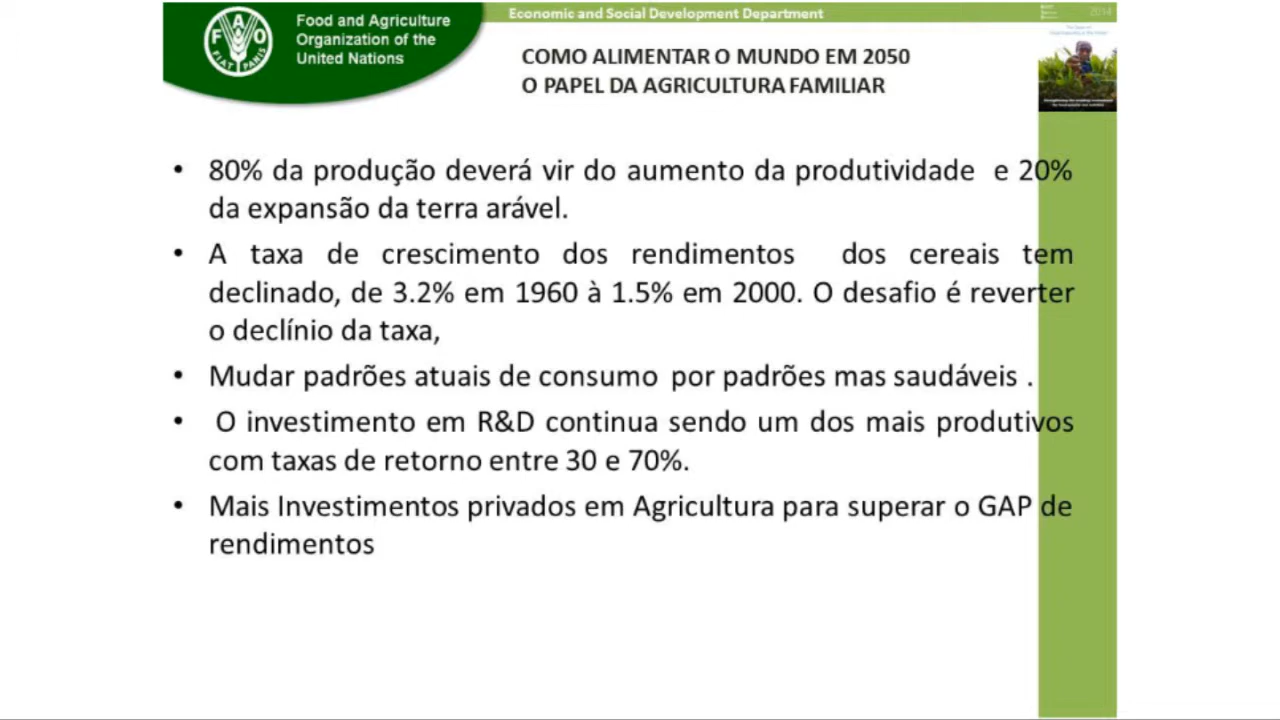 Food and Agriculture
Organization of the
United Nations
F A O
FIAT PANIS
Economic and Social Development Department
2014
COMO ALIMENTAR O MUNDO EM 2050
O PAPEL DA AGRICULTURA FAMILIAR
• 80% da produção deverá vir do aumento da produtividade e 20%
da expansão da terra arável.
• A taxa de crescimento dos rendimentos dos cereais tem
declinado, de 3.2% em 1960 à 1.5% em 2000. O desafio é reverter
o declínio da taxa,
• Mudar padrões atuais de consumo por padrões mas saudáveis .
• O investimento em R&D continua sendo um dos mais produtivos
com taxas de retorno entre 30 e 70%.
• Mais Investimentos privados em Agricultura para superar o GAP de
rendimentos